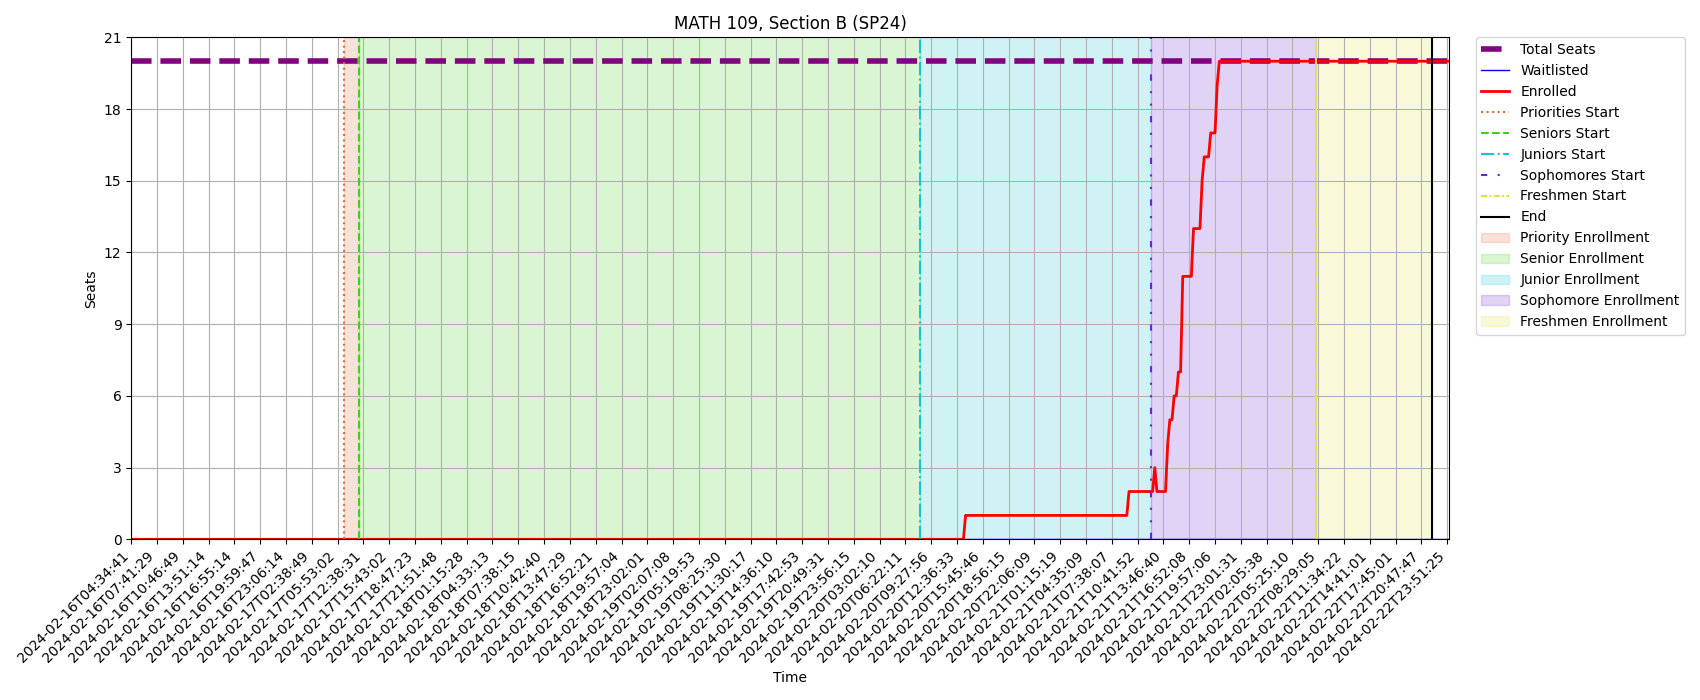 MATH 109, Section B (SP24)
21
18
15
12
9
6
3
0
Seats
2024-02-16T04:34:41
2024-02-16T07:41:29
2024-02-16T10:46:49
2024-02-16T13:51:14
2024-02-16T16:55:14
2024-02-16T19:59:47
2024-02-16T23:06:14
2024-02-17T02:38:49
2024-02-17T05:53:02
2024-02-17T12:38:31
2024-02-17T15:43:02
2024-02-17T18:47:23
2024-02-17T21:51:48
2024-02-18T01:15:28
2024-02-18T04:33:13
2024-02-18T07:38:15
2024-02-18T10:42:40
2024-02-18T13:47:29
2024-02-18T16:52:21
2024-02-18T19:57:04
2024-02-18T23:02:01
2024-02-19T02:07:08
2024-02-19T05:19:53
2024-02-19T08:25:30
2024-02-19T11:30:17
2024-02-19T14:36:10
2024-02-19T17:42:53
2024-02-19T20:49:31
2024-02-19T23:56:15
2024-02-20T03:02:10
2024-02-20T06:22:11
2024-02-20T09:27:56
2024-02-20T12:36:33
2024-02-20T15:45:46
2024-02-20T18:56:15
2024-02-20T22:06:09
2024-02-21T01:15:19
2024-02-21T04:35:09
2024-02-21T07:38:07
2024-02-21T10:41:52
2024-02-21T13:46:40
2024-02-21T16:52:08
2024-02-21T19:57:06
2024-02-21T23:01:31
2024-02-22T02:05:38
2024-02-22T05:25:10
2024-02-22T08:29:05
2024-02-22T11:34:22
2024-02-22T14:41:01
2024-02-22T17:45:01
2024-02-22T20:47:47
2024-02-22T23:51:25
Time
Total Seats
Waitlisted
Enrolled
Priorities Start
Seniors Start
Juniors Start
Sophomores Start
Freshmen Start
End
Priority Enrollment
Senior Enrollment
Junior Enrollment
Sophomore Enrollment
Freshmen Enrollment